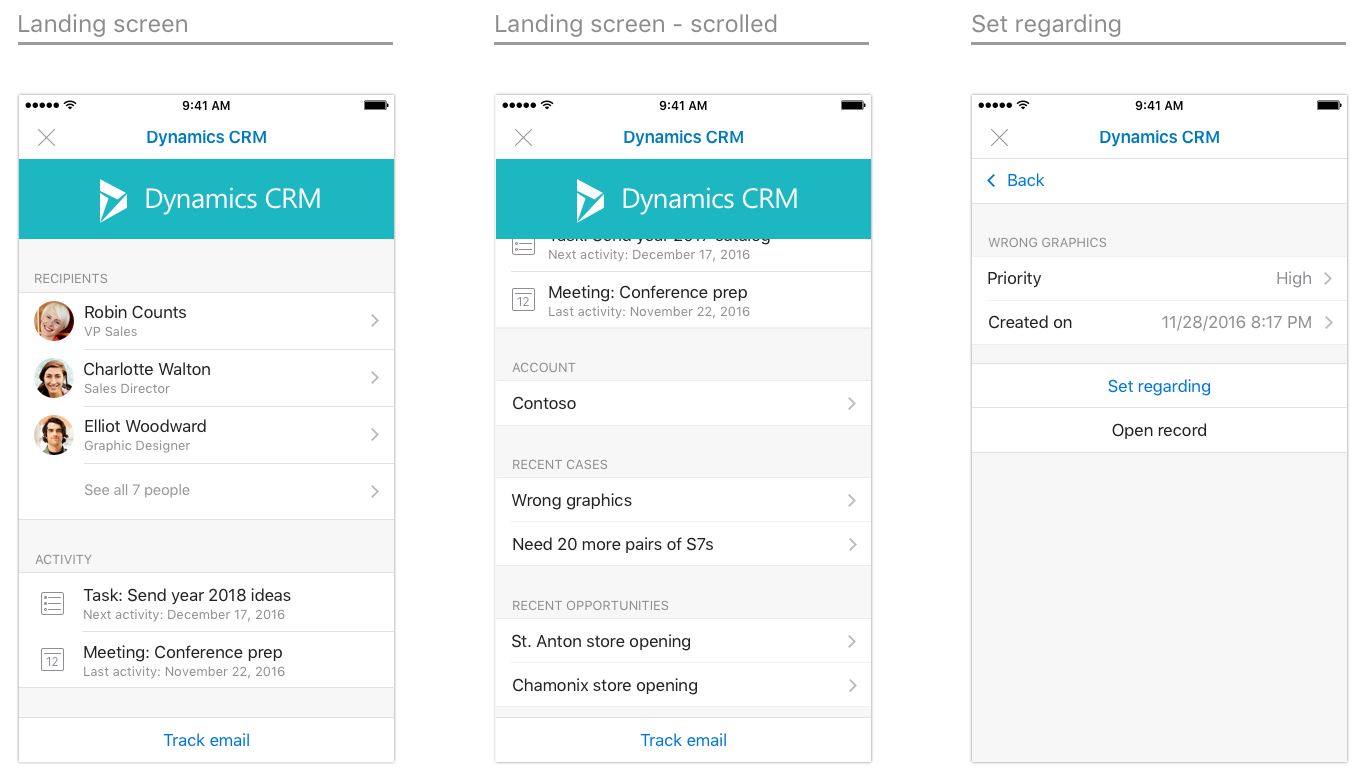 Landing screen
9:41 AM
Dynamics CRM
Dynamics CRM
RECIPIENTS
Robin Counts
VP Sales
Charlotte Walton
Sales Director
Elliot Woodward
Graphic Designer
See all 7 people
ACTIVITY
Task: Send year 2018 ideas
Next activity: December 17, 2016
12
Meeting: Conference prep
Last activity: November 22, 2016
Track email
Landing screen - scrolled
9:41 AM
Dynamics CRM
Dynamics CRM
Task: Send year 2017 catalog
Next activity: December 17, 2016
12
Meeting: Conference prep
Last activity: November 22, 2016
ACCOUNT
Contoso
RECENT CASES
Wrong graphics
Need 20 more pairs of S7s
RECENT OPPORTUNITIES
St. Anton store opening
Chamonix store opening
Track email
Set regarding
9:41 AM
Dynamics CRM
Back
WRONG GRAPHICS
Priority High
Created on 11/28/2016 8:17 PM
Set regarding
Open record